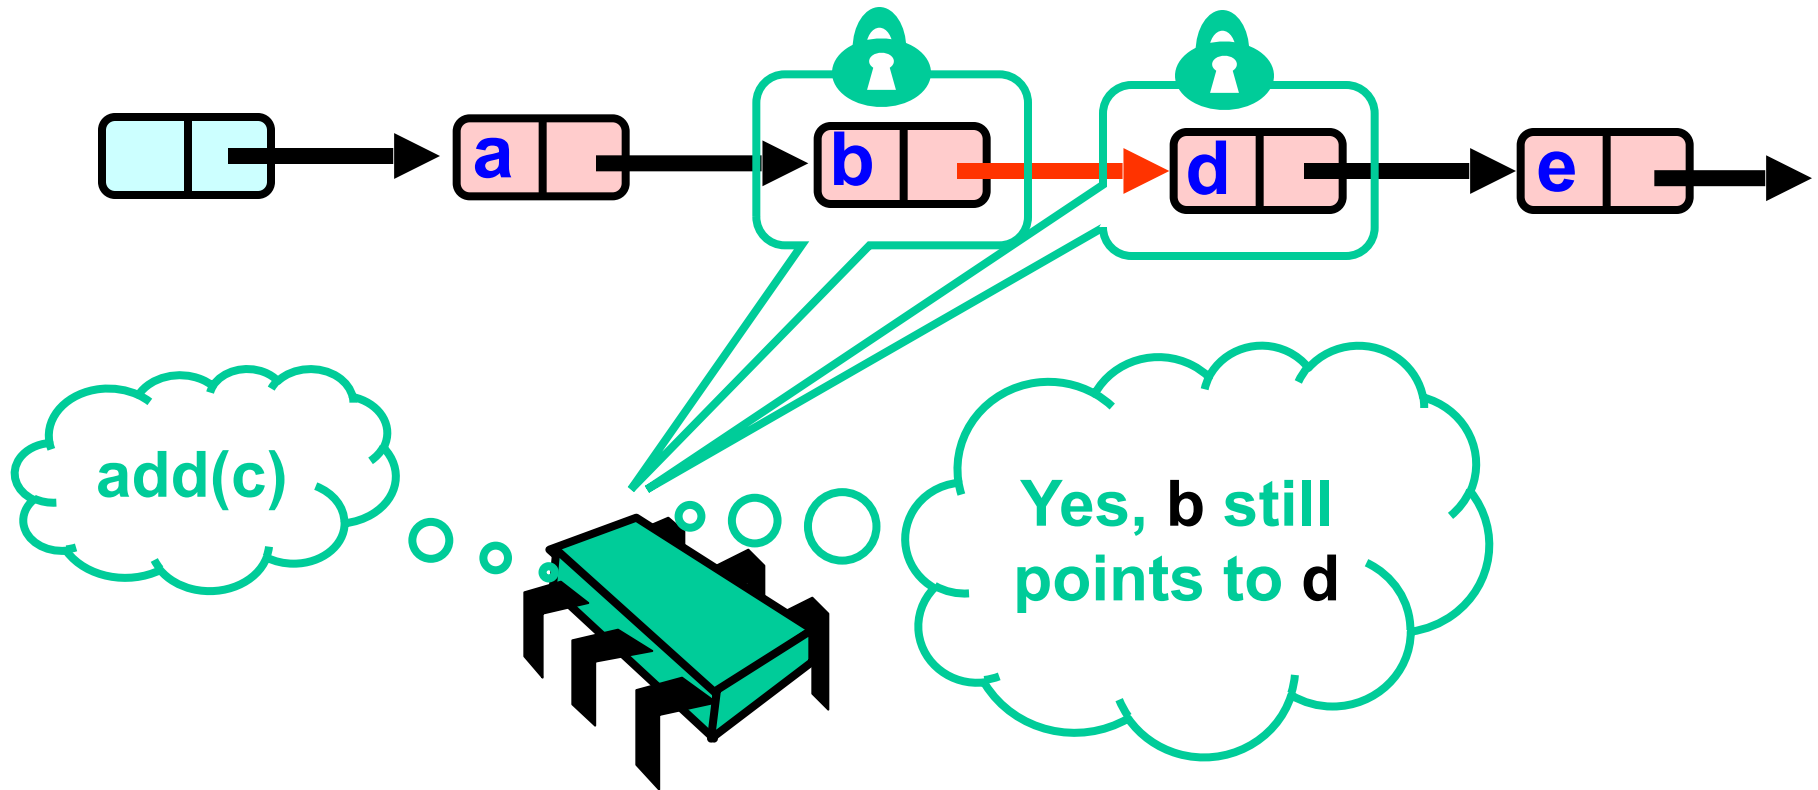 a
b
d
e
add(c)
Yes, b still
points to d